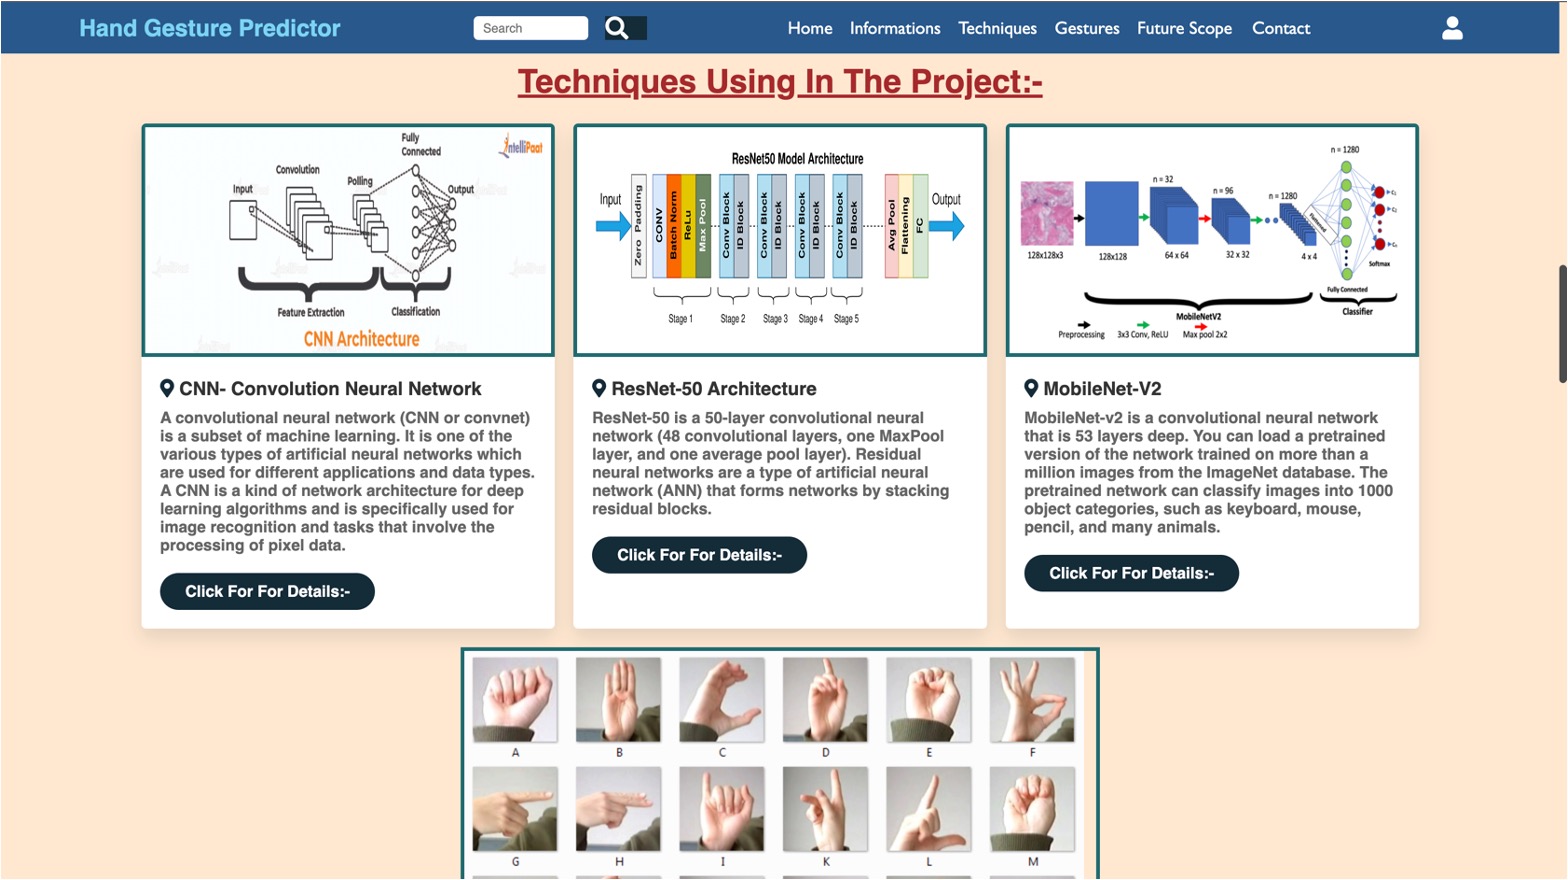 Hand Gesture Predictor
Search
Home Informations Techniques Gestures Future Scope Contact
Techniques Using In The Project:-
IntelliPaat
Fully
Connected
Convolution
Polling
Input
Output
Feature Extraction
Classification
CNN Architecture
CNN- Convolution Neural Network
A convolutional neural network (CNN or convnet)
is a subset of machine learning. It is one of the
various types of artificial neural networks which
are used for different applications and data types.
A CNN is a kind of network architecture for deep
learning algorithms and is specifically used for
image recognition and tasks that involve the
processing of pixel data.
Click For For Details:-
ResNet50 Model Architecture
Input
Zero Padding
CONV
Batch Norm
ReLu
Max Pool
Conv Block
ID Block
Conv Block
ID Block
Conv Block
ID Block
Conv Block
ID Block
Avg Pool
Flattening
FC
Output
Stage 1 Stage 2 Stage 3 Stage 4 Stage 5
ResNet-50 Architecture
ResNet-50 is a 50-layer convolutional neural
network (48 convolutional layers, one MaxPool
layer, and one average pool layer). Residual
neural networks are a type of artificial neural
network (ANN) that forms networks by stacking
residual blocks.
Click For For Details:-
n = 1280
n = 32
n = 96
n = 1280
128x128x3
128x128
64 x 64
32 x 32
4 x 4
Softmax
Fully Connected
Classifier
MobileNetV2
Preprocessing 3x3 Conv, ReLU Max pool 2x2
MobileNet-V2
MobileNet-v2 is a convolutional neural network
that is 53 layers deep. You can load a pretrained
version of the network trained on more than a
million images from the ImageNet database. The
pretrained network can classify images into 1000
object categories, such as keyboard, mouse,
pencil, and many animals.
Click For For Details:-
A B C D E F
G H I K L M